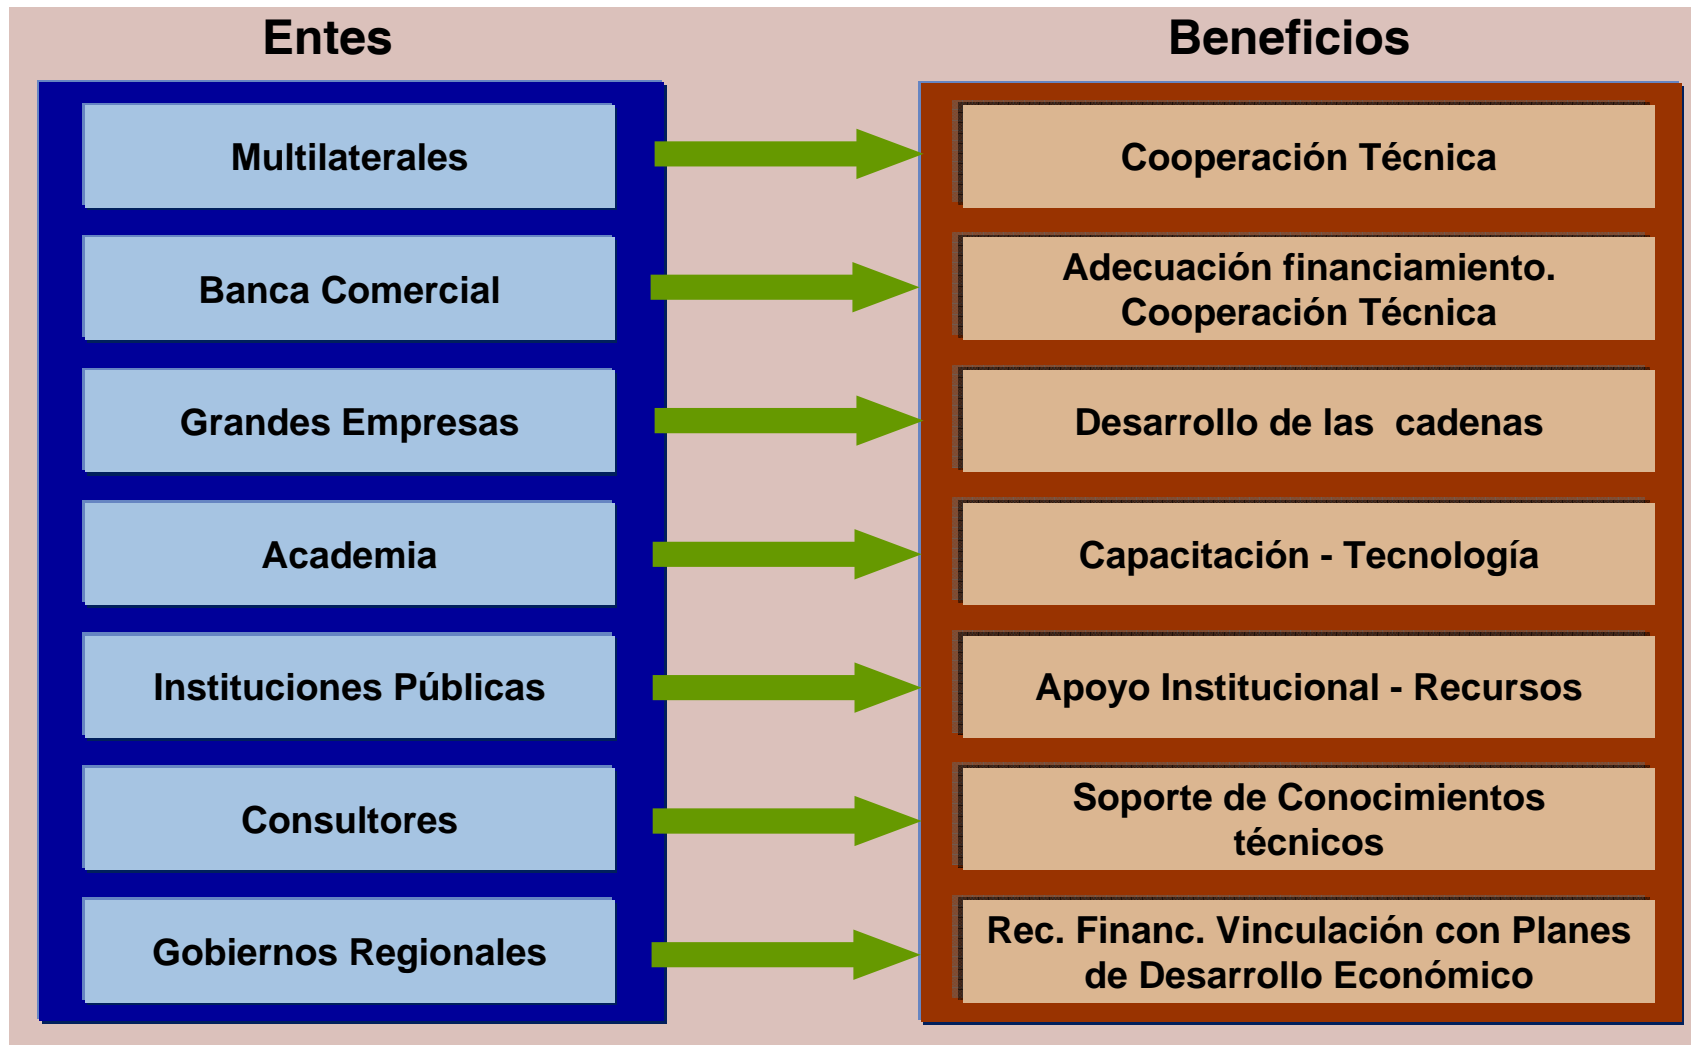 Entes
Beneficios
Multilaterales
Cooperación Técnica
Banca Comercial
Adecuación financiamiento.
Cooperación Técnica
Grandes Empresas
Desarrollo de las  cadenas
Academia
Capacitación - Tecnología
Instituciones Públicas
Apoyo Institucional - Recursos
Consultores
Soporte de Conocimientos
técnicos
Gobiernos Regionales
Rec. Financ. Vinculación con Planes
de Desarrollo Económico